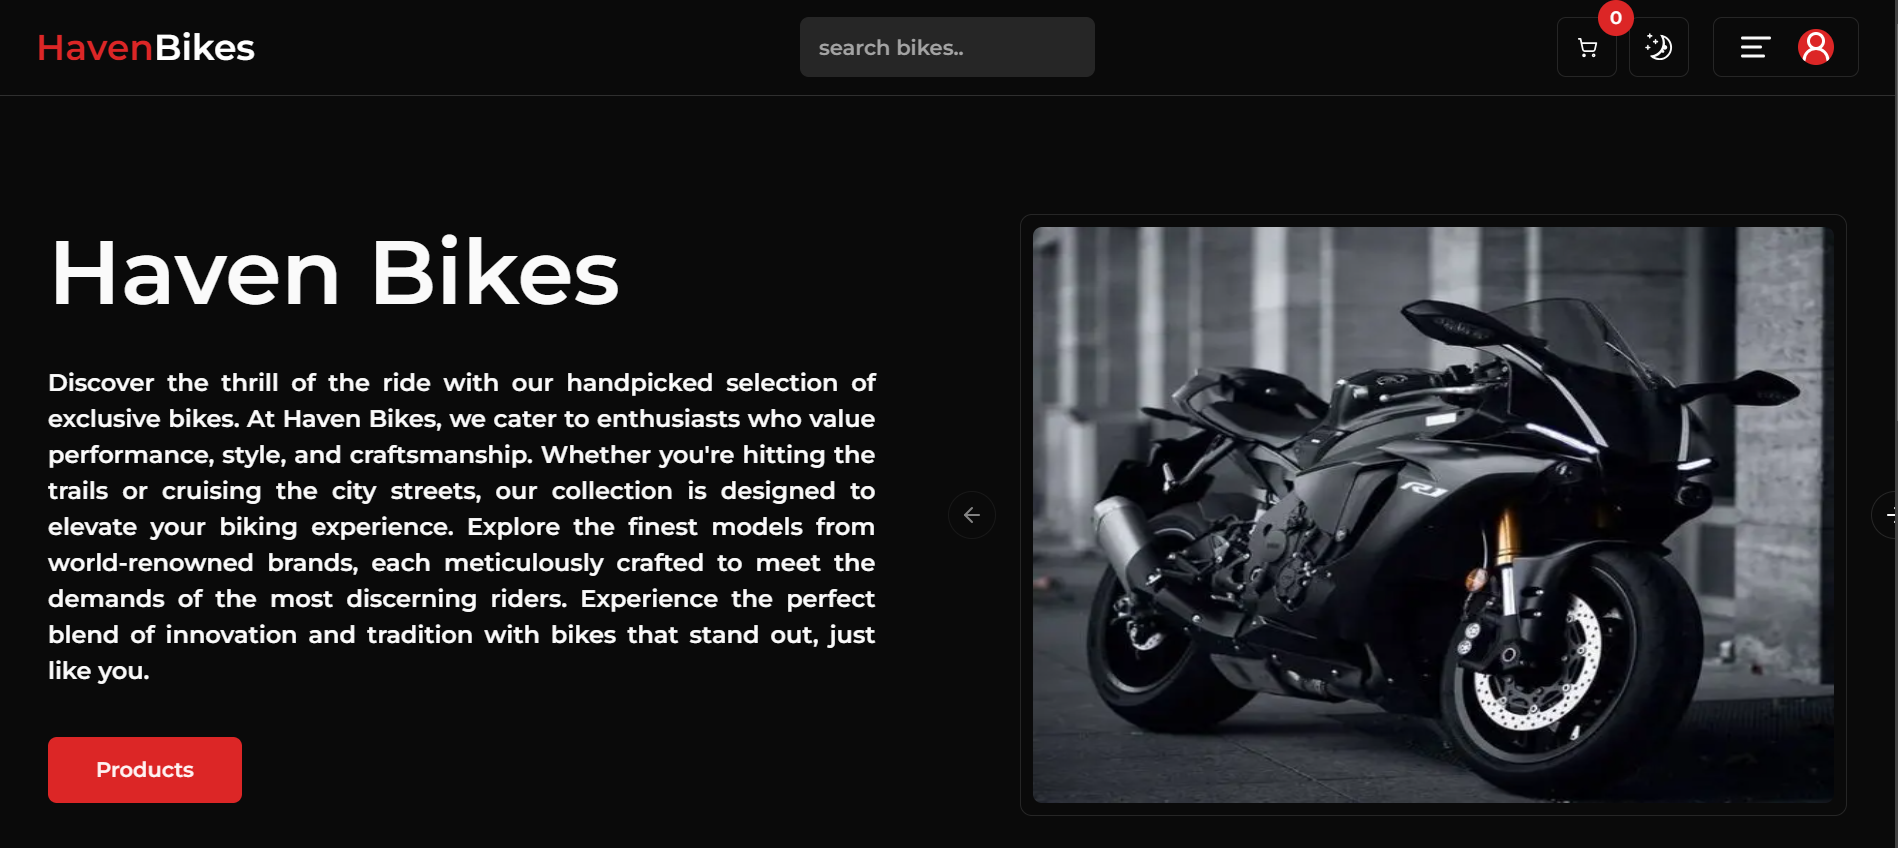 HavenBikes
search bikes..
0
Haven Bikes
Discover the thrill of the ride with our handpicked selection of
exclusive bikes. At Haven Bikes, we cater to enthusiasts who value
performance, style, and craftsmanship. Whether you're hitting the
trails or cruising the city streets, our collection is designed to
elevate your biking experience. Explore the finest models from
world-renowned brands, each meticulously crafted to meet the
demands of the most discerning riders. Experience the perfect
blend of innovation and tradition with bikes that stand out, just
like you.
Products
R1